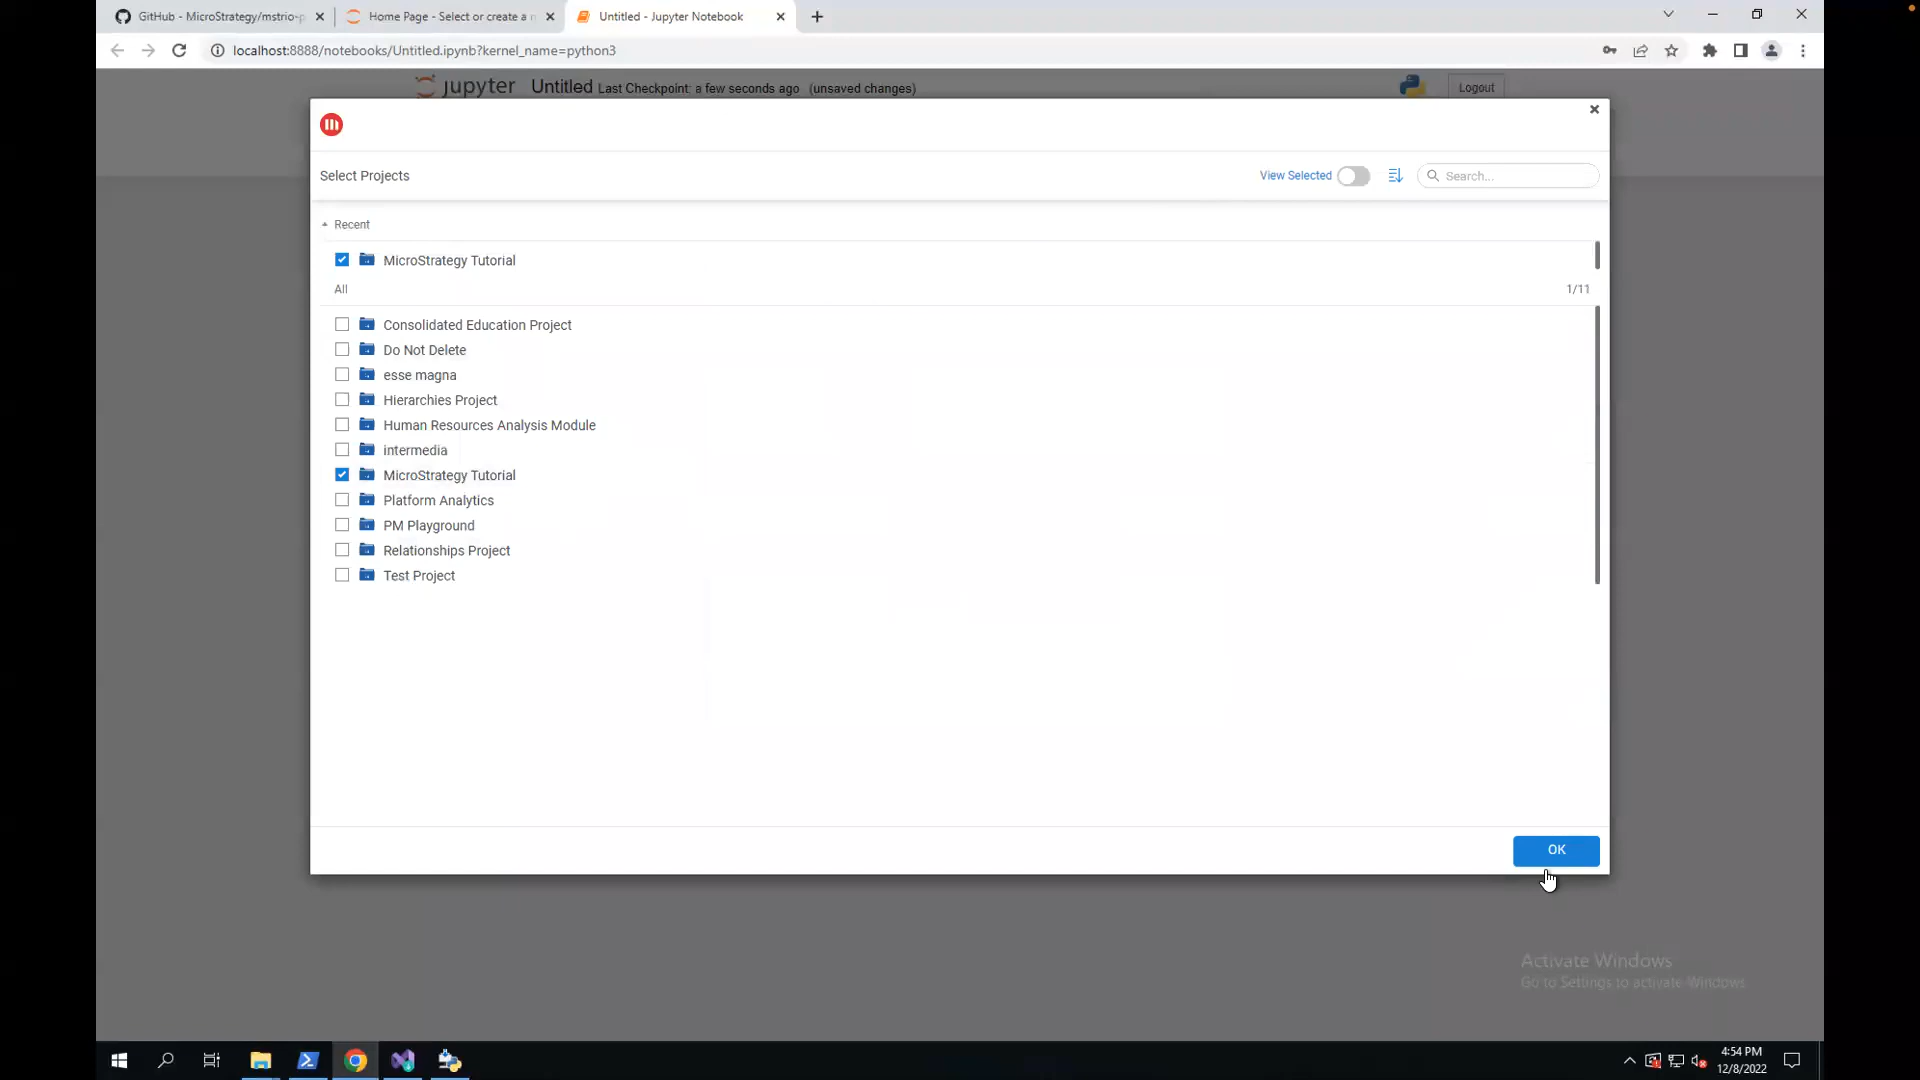 GitHub - MicroStrategy/mstrio-p
Home Page - Select or create a n
Untitled - Jupyter Notebook
localhost:8888/notebooks/Untitled.ipynb?kernel_name=python3
jupyter Untitled Last Checkpoint: a few seconds ago (unsaved changes)
Logout
Select Projects
View Selected
Search...
Recent
MicroStrategy Tutorial
All
1/11
Consolidated Education Project
Do Not Delete
esse magna
Hierarchies Project
Human Resources Analysis Module
intermedia
MicroStrategy Tutorial
Platform Analytics
PM Playground
Relationships Project
Test Project
OK
Activate Windows
Go to Settings to activate Windows.
4:54 PM
12/8/2022